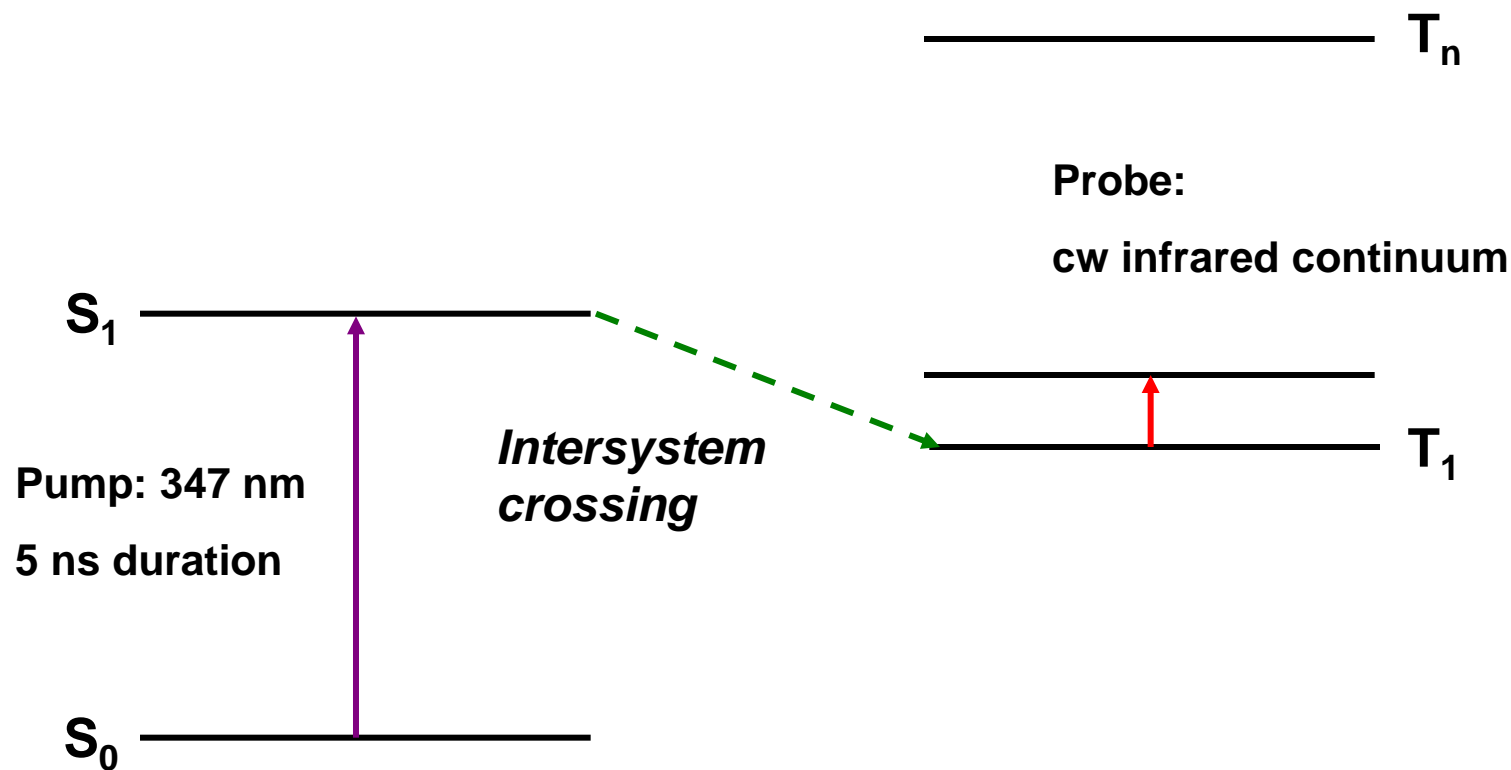 Tn
Probe:
cw infrared continuum
S1
T1
Intersystem
crossing
Pump: 347 nm
5 ns duration
S0